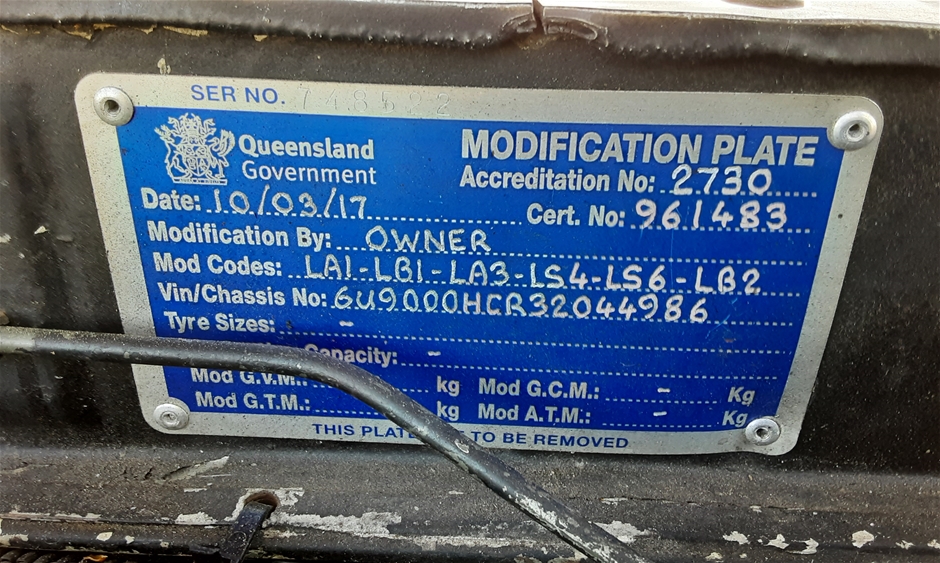 SER NO. 748592
Queensland
Government
MODIFICATION PLATE
Accreditation No: 2730
Date: 10/03/17
Cert. No: 961483
Modification By: OWNER
Mod Codes: LA1-LB1-LA3-LS4-LS6-LB2
Vin/Chassis No: 6U9000HCR32044986
Tyre Sizes: -
Capacity: -
Mod G.V.M.: kg Mod G.C.M.: - Kg
Mod G.T.M.: kg Mod A.T.M.: - Kg
THIS PLATE TO BE REMOVED